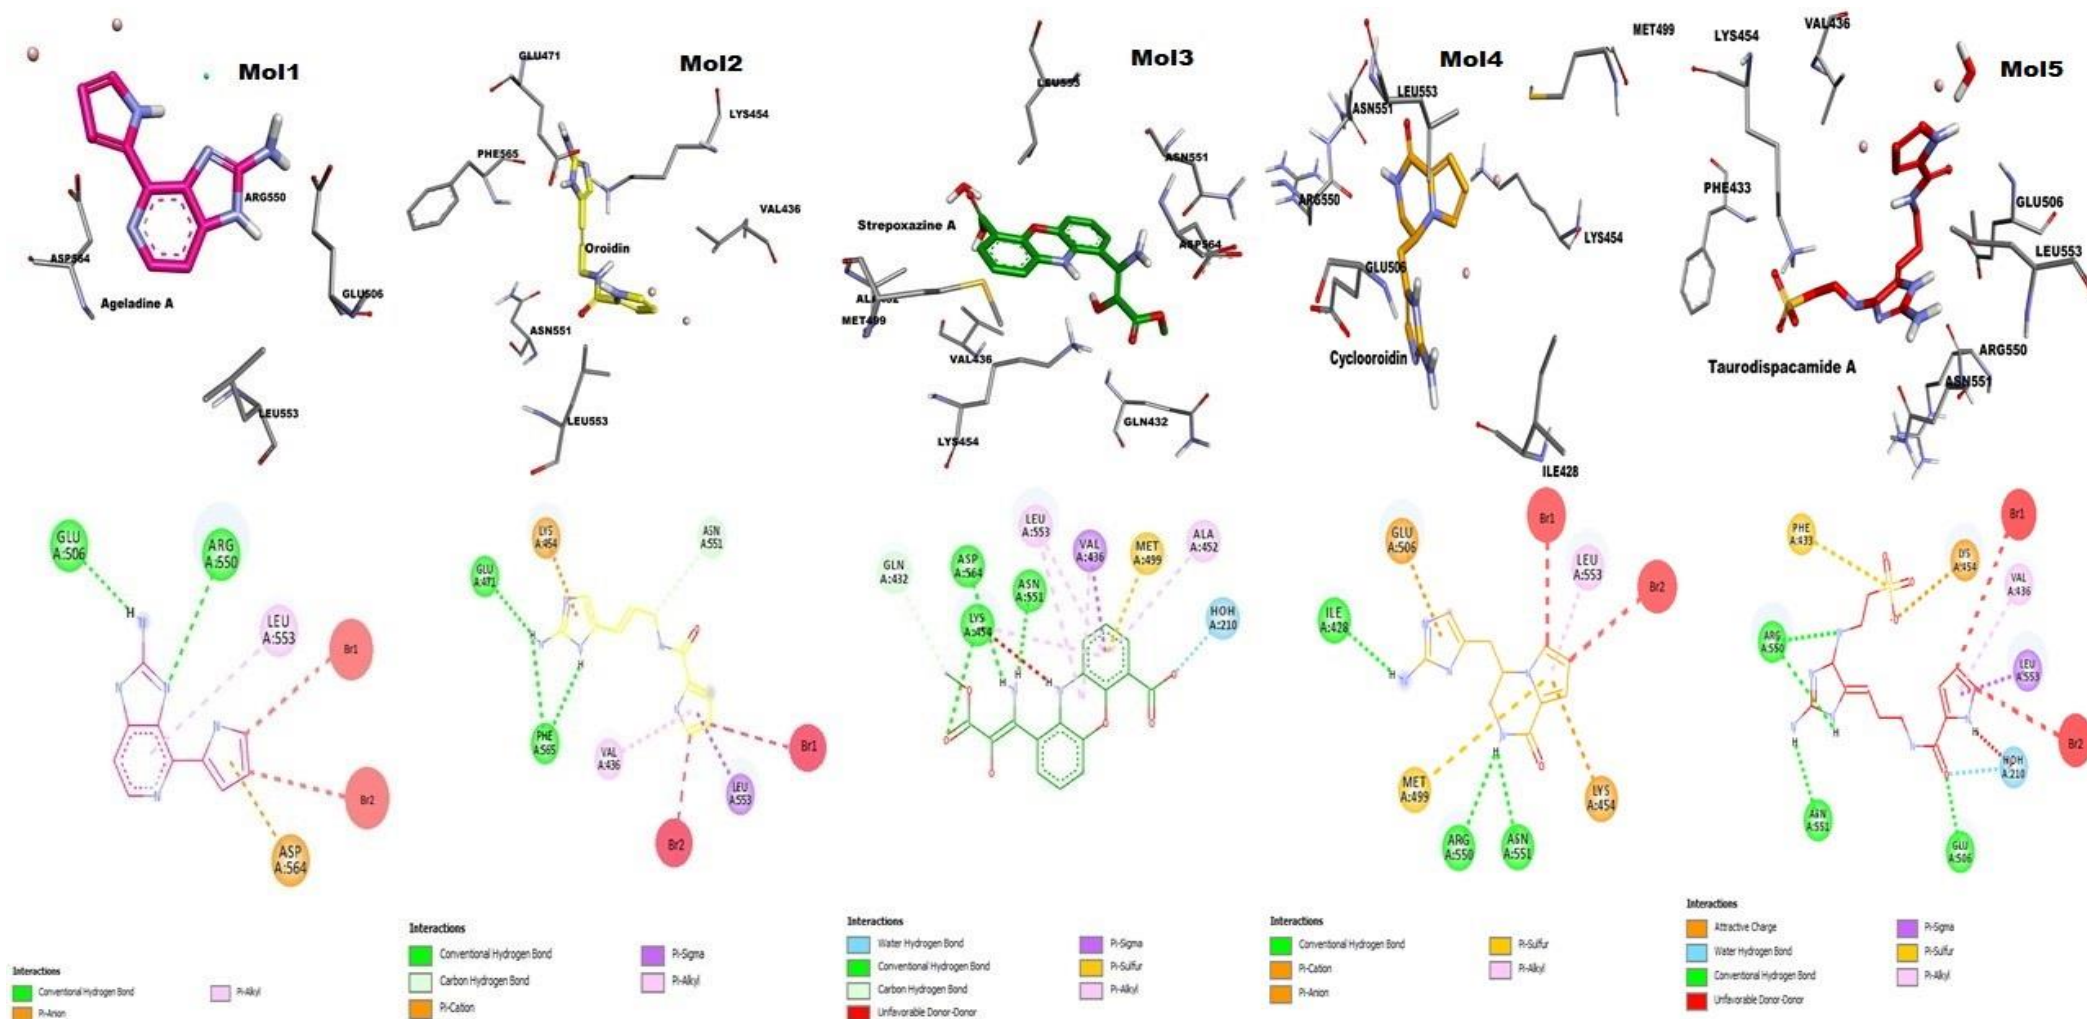 Mol1
ASP564
ARG550
GLU506
Ageladine A
LEU553
Mol2
GLU471
LYS454
PHE565
VAL436
Oroidin
ASN551
LEU553
Mol3
LEU553
ASN551
Strepoxazine A
ASP564
MET499
VAL436
LYS454
GLN432
Mol4
MET499
LEU553
ASN551
ARG550
LYS454
GLU506
Cyclooroidin
ILE428
Mol5
VAL436
LYS454
PHE433
GLU506
LEU553
ARG550
Taurodispacamide A
ASN551
GLU
A:506
ARG
A:550
LEU
A:553
Br1
Br2
ASP
A:564
H
Interactions
Conventional Hydrogen Bond
Pi-Anion
Pi-Alkyl
LYS
A:454
ASN
A:551
GLU
A:471
H
H
PHE
A:565
VAL
A:436
Br1
LEU
A:553
Br2
Interactions
Conventional Hydrogen Bond
Carbon Hydrogen Bond
Pi-Cation
Pi-Sigma
Pi-Alkyl
LEU
A:553
VAL
A:436
MET
A:499
ALA
A:452
GLN
A:432
ASP
A:564
ASN
A:551
LYS
A:454
HOH
A:210
H
H
H
Interactions
Water Hydrogen Bond
Conventional Hydrogen Bond
Carbon Hydrogen Bond
Unfavorable Donor-Donor
Pi-Sigma
Pi-Sulfur
Pi-Alkyl
GLU
A:506
Br1
LEU
A:553
Br2
ILE
A:428
H
H
MET
A:499
LYS
A:454
ARG
A:550
ASN
A:551
Interactions
Conventional Hydrogen Bond
Pi-Cation
Pi-Anion
Pi-Sulfur
Pi-Alkyl
PHE
A:433
Br1
LYS
A:454
VAL
A:436
ARG
A:550
LEU
A:553
Br2
HOH
A:210
H
H
H
ASN
A:551
GLU
A:506
Interactions
Attractive Charge
Water Hydrogen Bond
Conventional Hydrogen Bond
Unfavorable Donor-Donor
Pi-Sigma
Pi-Sulfur
Pi-Alkyl